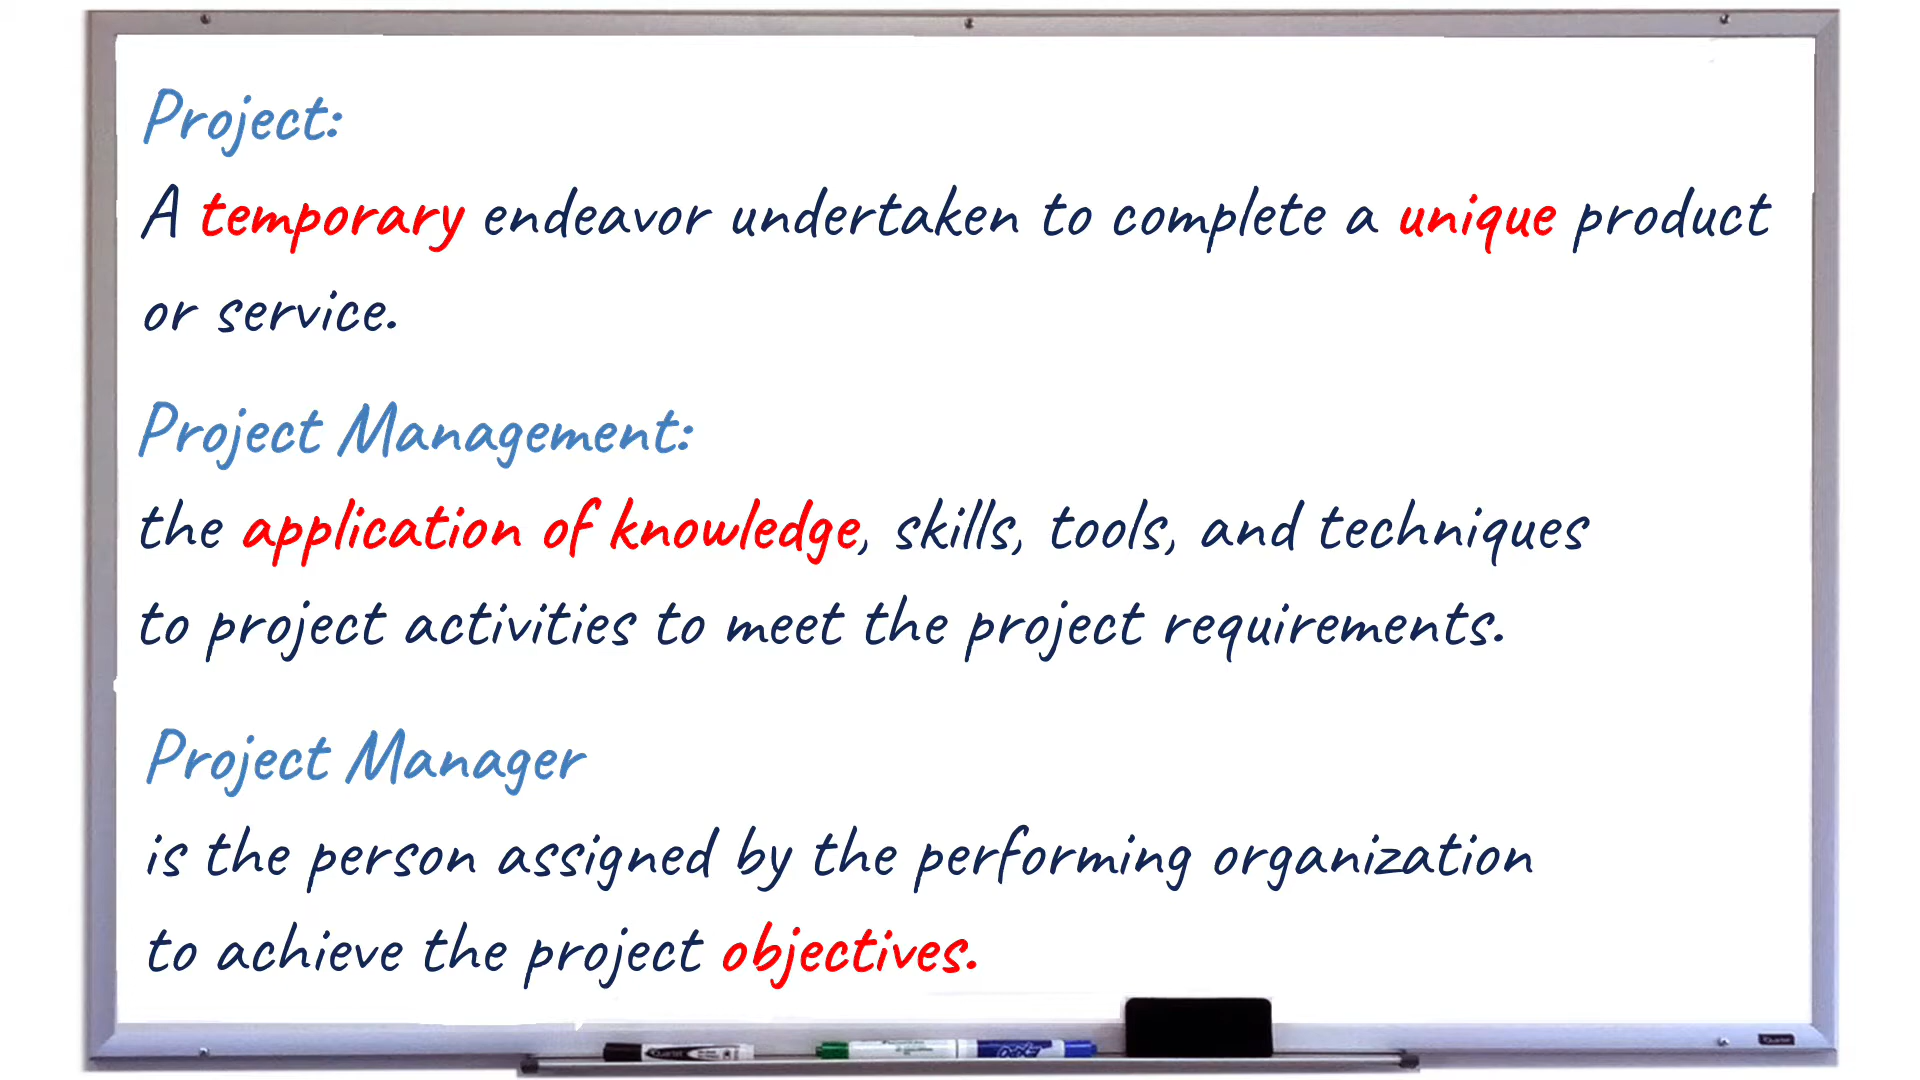 Project:
A temporary endeavor undertaken to complete a unique product
or service.
Project Management:
the application of knowledge, skills, tools, and techniques
to project activities to meet the project requirements.
Project Manager
is the person assigned by the performing organization
to achieve the project objectives.
Quartet
Quartet